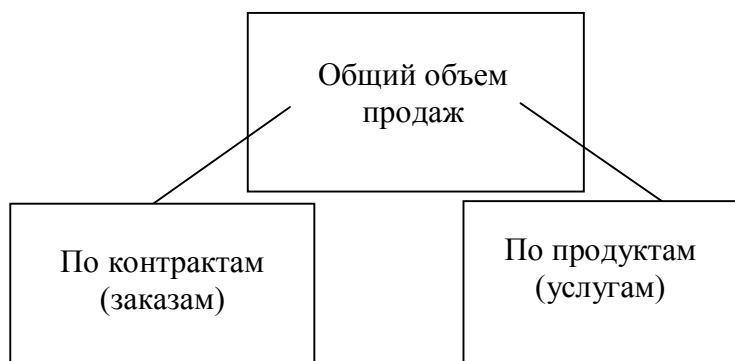 Общий объем
продаж
По контрактам
(заказам)
По продуктам
(услугам)